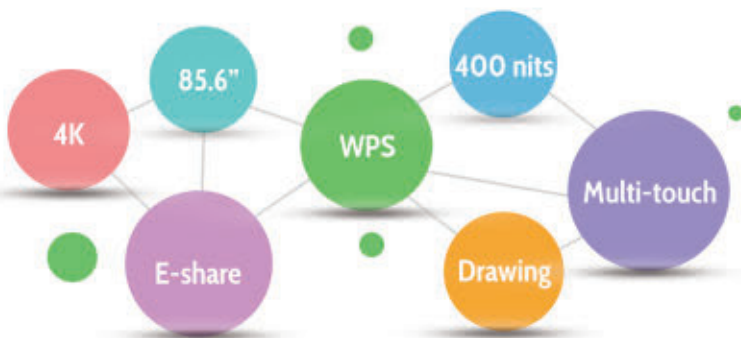 4K
85.6”
WPS
400 nits
Multi-touch
E-share
Drawing